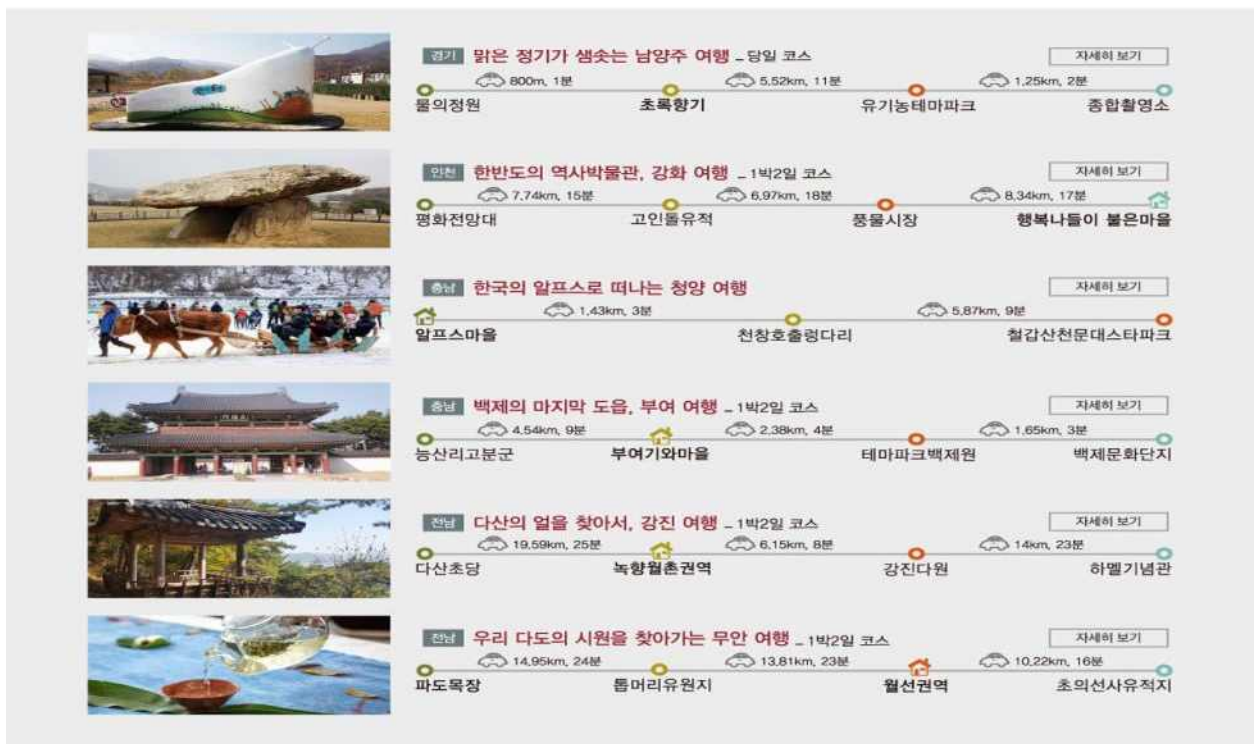 경기 맑은 정기가 샘솟는 남양주 여행 - 당일 코스 자세히 보기
800m, 1분 5.52km, 11분 1.25km, 2분
물의정원 초록향기 유기농테마파크 종합촬영소
인천 한반도의 역사박물관, 강화 여행 - 1박2일 코스 자세히 보기
7.74km, 15분 6.97km, 18분 8.34km, 17분
평화전망대 고인돌유적 풍물시장 행복나들이 불은마을
충남 한국의 알프스로 떠나는 청양 여행 자세히 보기
1.43km, 3분 5.87km, 9분
알프스마을 천창호출렁다리 칠갑산천문대스타파크
충남 백제의 마지막 도읍, 부여 여행 - 1박2일 코스 자세히 보기
4.54km, 9분 2.38km, 4분 1.65km, 3분
능산리고분군 부여기와마을 테마파크백제원 백제문화단지
전남 다산의 얼을 찾아서, 강진 여행 - 1박2일 코스 자세히 보기
19.59km, 25분 6.15km, 8분 14km, 23분
다산초당 녹향월촌권역 강진다원 하멜기념관
전남 우리 다도의 시원을 찾아가는 무안 여행 - 1박2일 코스 자세히 보기
14.95km, 24분 13.81km, 23분 10.22km, 16분
파도목장 톱머리유원지 월선권역 초의선사유적지